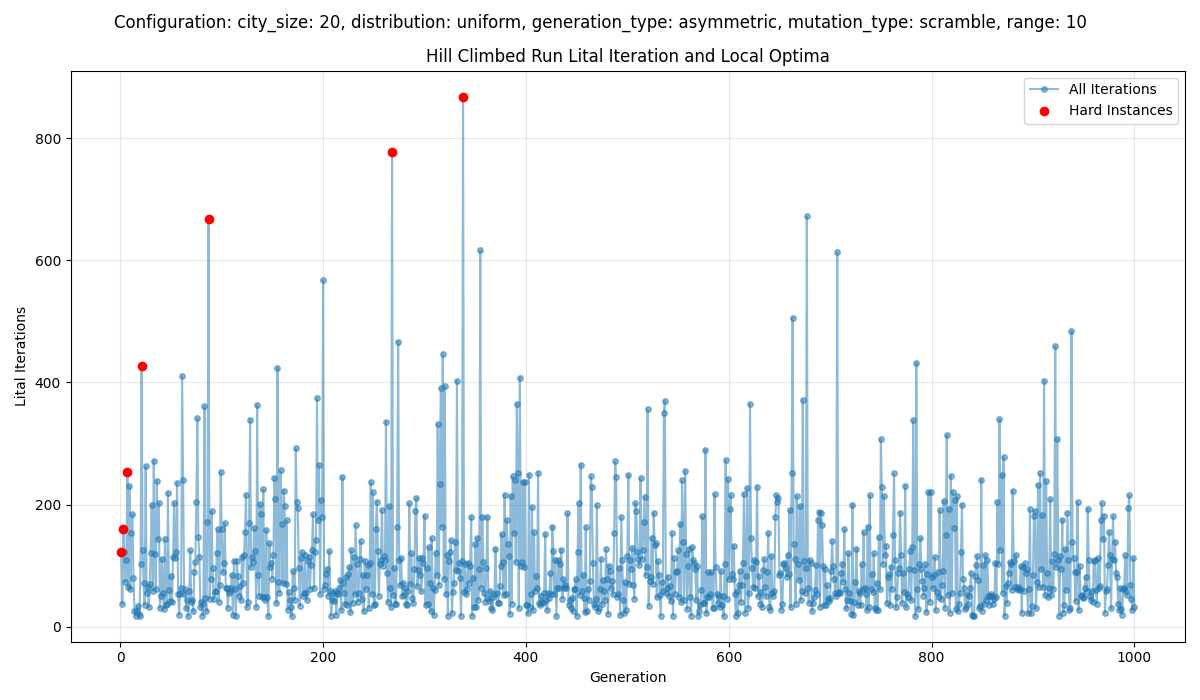 Configuration: city_size: 20, distribution: uniform, generation_type: asymmetric, mutation_type: scramble, range: 10
Hill Climbed Run Lital Iteration and Local Optima
All Iterations
Hard Instances
Lital Iterations
800
600
400
200
0
0 200 400 600 800 1000
Generation